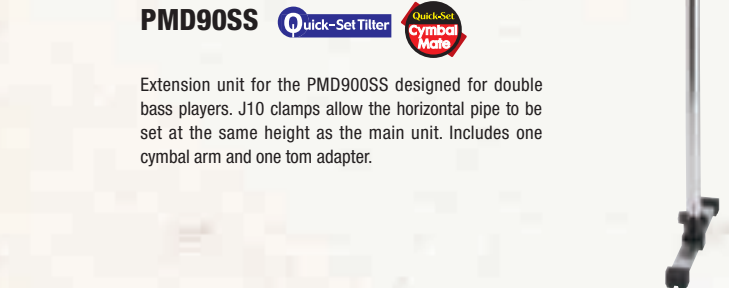 PMD90SS Quick-Set Tilter Quick-Set
Cymbal
Mate
Extension unit for the PMD900SS designed for double
bass players. J10 clamps allow the horizontal pipe to be
set at the same height as the main unit. Includes one
cymbal arm and one tom adapter.